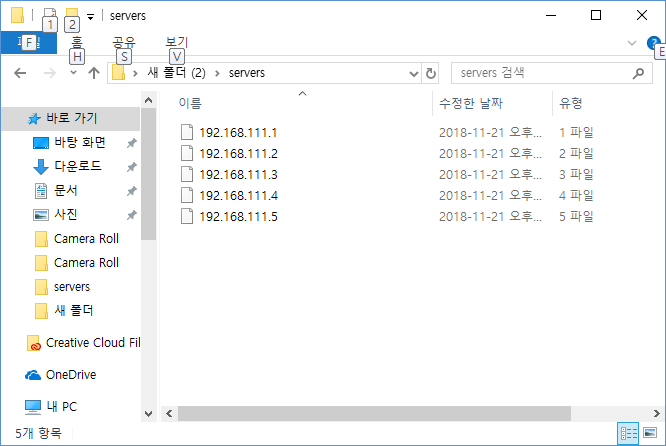 servers
1 2
파일 홈 공유 보기
F H S V E
새 폴더 (2) > servers
servers 검색
이름 수정한 날짜 유형
바로 가기
바탕 화면
다운로드
문서
사진
Camera Roll
Camera Roll
servers
새 폴더
Creative Cloud Fil
OneDrive
내 PC
192.168.111.1 2018-11-21 오후... 1 파일
192.168.111.2 2018-11-21 오후... 2 파일
192.168.111.3 2018-11-21 오후... 3 파일
192.168.111.4 2018-11-21 오후... 4 파일
192.168.111.5 2018-11-21 오후... 5 파일
5개 항목